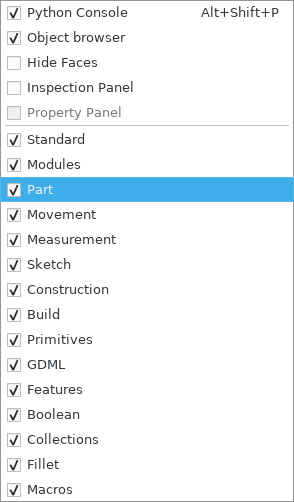 Python Console Alt+Shift+P
Object browser
Hide Faces
Inspection Panel
Property Panel
Standard
Modules
Part
Movement
Measurement
Sketch
Construction
Build
Primitives
GDML
Features
Boolean
Collections
Fillet
Macros